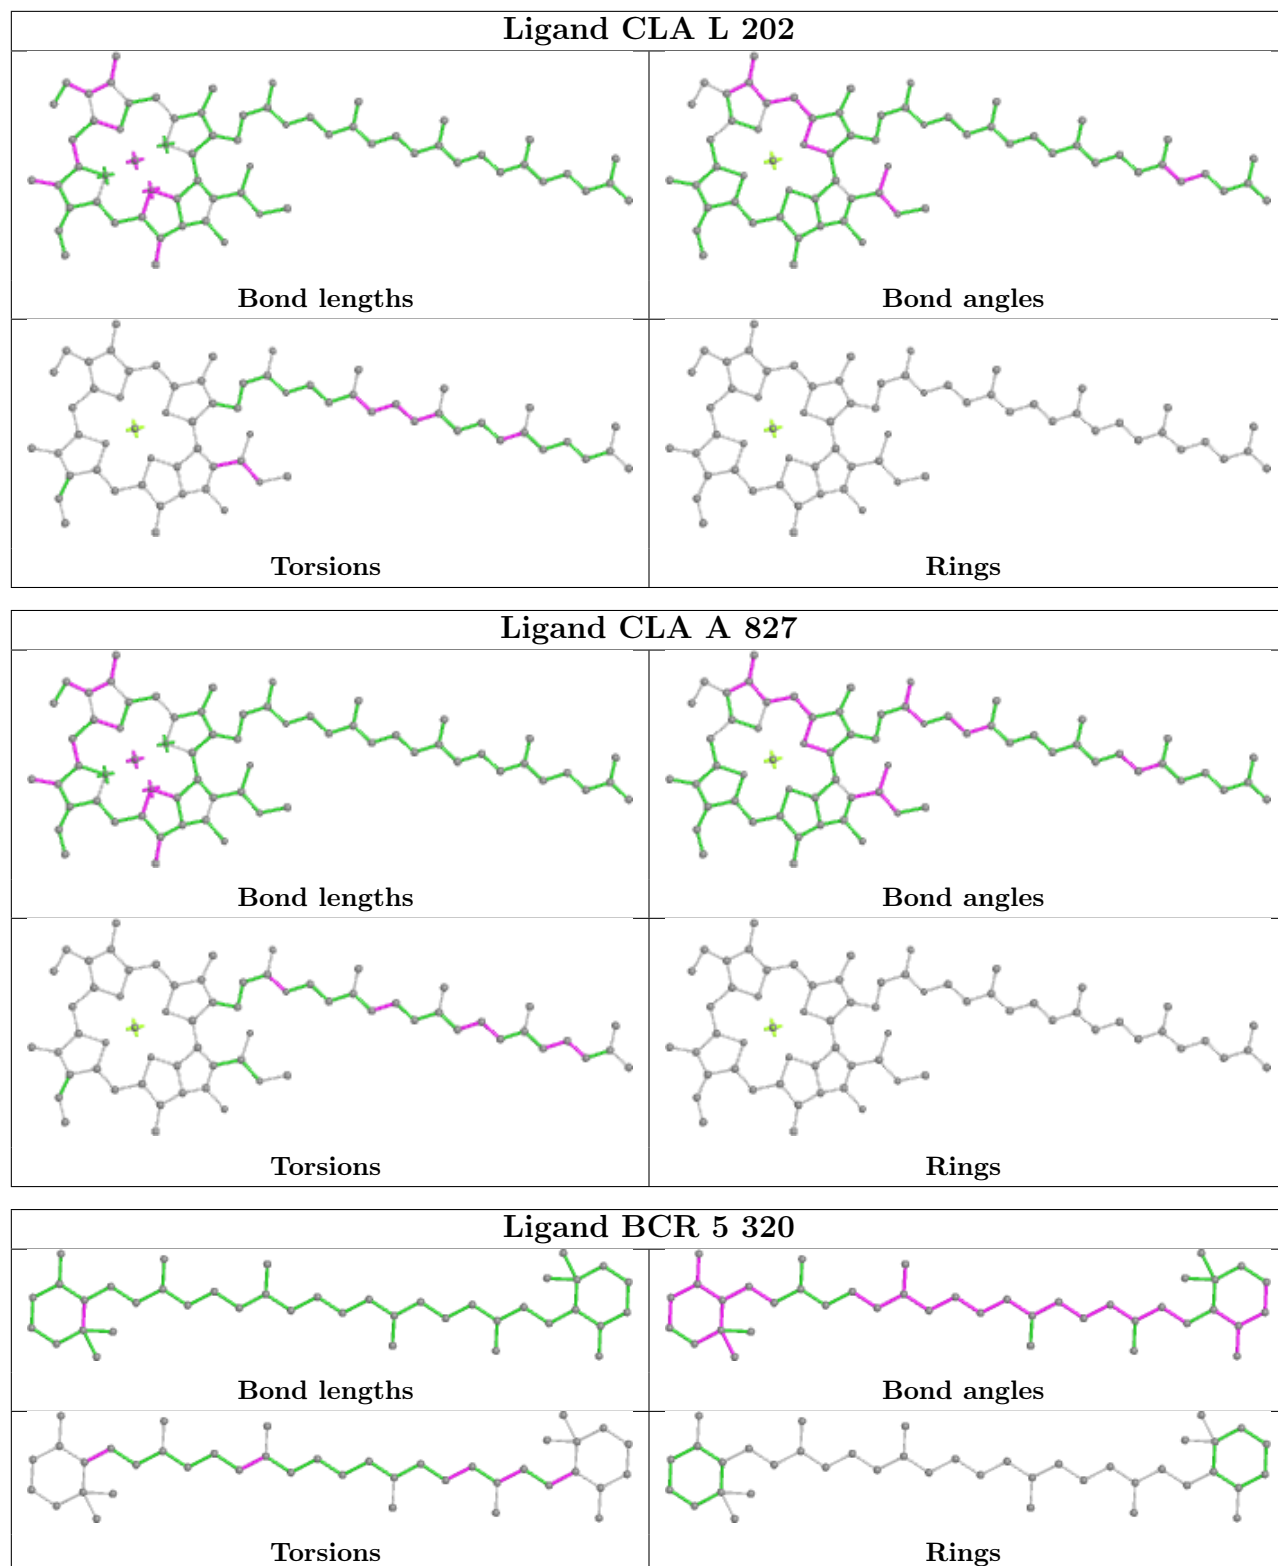 Ligand CLA L 202
Bond lengths
Bond angles
Torsions
Rings
Ligand CLA A 827
Bond lengths
Bond angles
Torsions
Rings
Ligand BCR 5 320
Bond lengths
Bond angles
Torsions
Rings